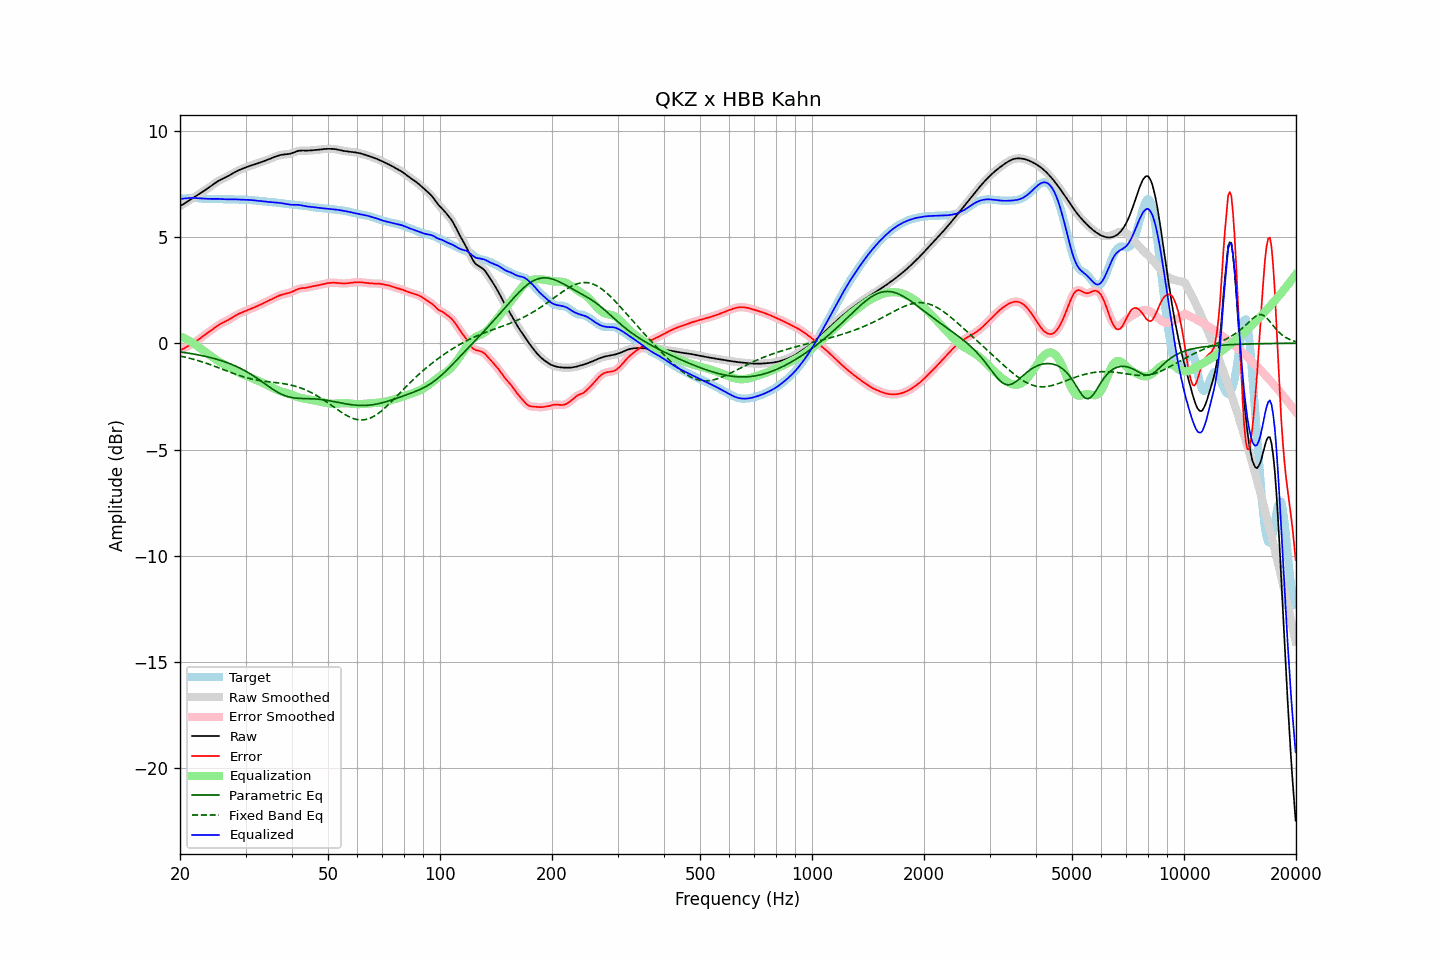 QKZ x HBB Kahn
10
5
0
−5
−10
−15
−20
Amplitude (dBr)
Target
Raw Smoothed
Error Smoothed
Raw
Error
Equalization
Parametric Eq
Fixed Band Eq
Equalized
20 50 100 200 500 1000 2000 5000 10000 20000
Frequency (Hz)